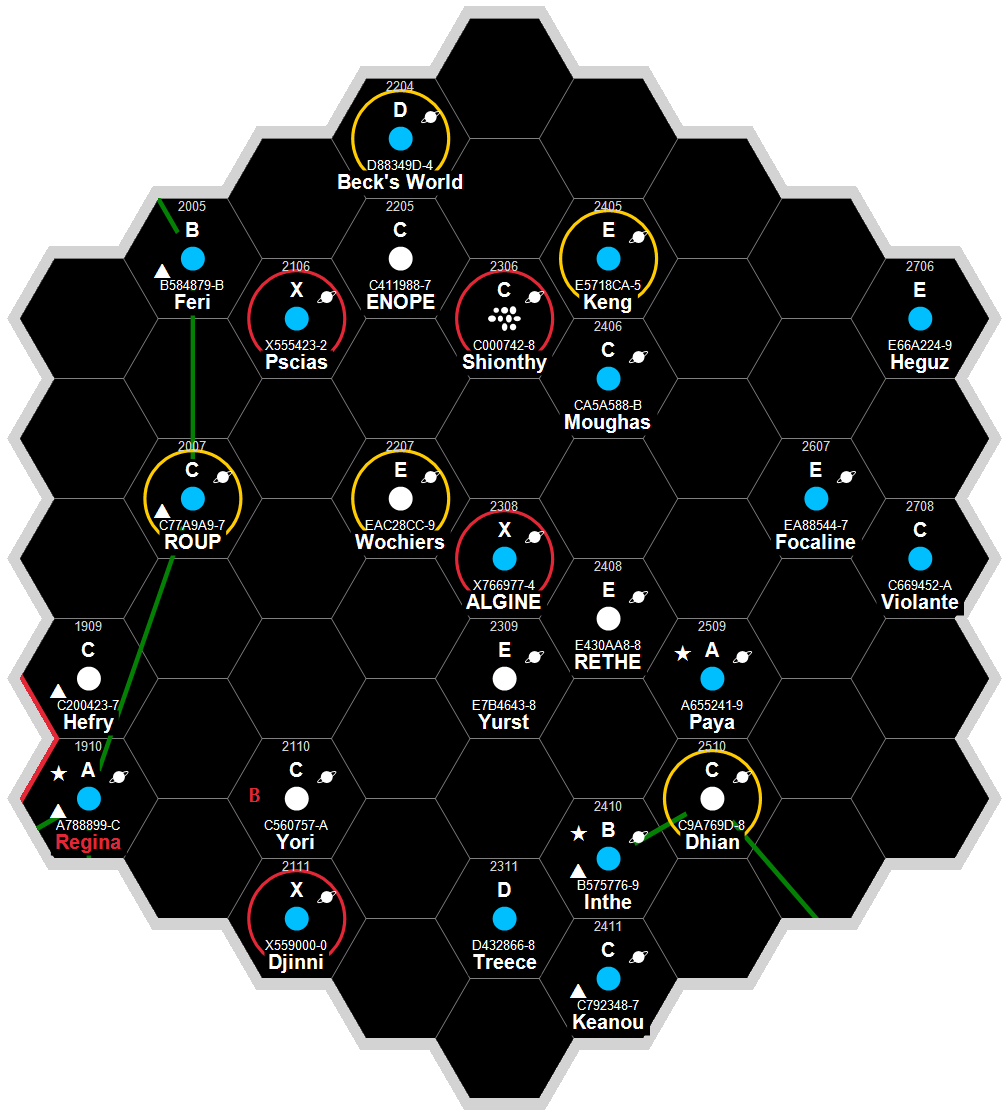 2204
D
D88349D-4
Beck's World
2005
B
B584879-B
Feri
2205
C
C411988-7
ENOPE
2405
E
E5718CA-5
Keng
2106
X
X555423-2
Pscias
2306
C
C000742-8
Shionthy
2706
E
E66A224-9
Heguz
2406
C
CA5A588-B
Moughas
2007
C
C77A9A9-7
ROUP
2207
E
EAC28CC-9
Wochiers
2607
E
EA88544-7
Focaline
2308
X
X766977-4
ALGINE
2708
C
C669452-A
Violante
2408
E
E430AA8-8
RETHE
1909
C
C200423-7
Hefry
2309
E
E7B4643-8
Yurst
2509
A
A655241-9
Paya
1910
A
A788899-C
Regina
2110
C
B
C560757-A
Yori
2510
C
C9A769D-8
Dhian
2410
B
B575776-9
Inthe
2111
X
X559000-0
Djinni
2311
D
D432866-8
Treece
2411
C
C792348-7
Keanou